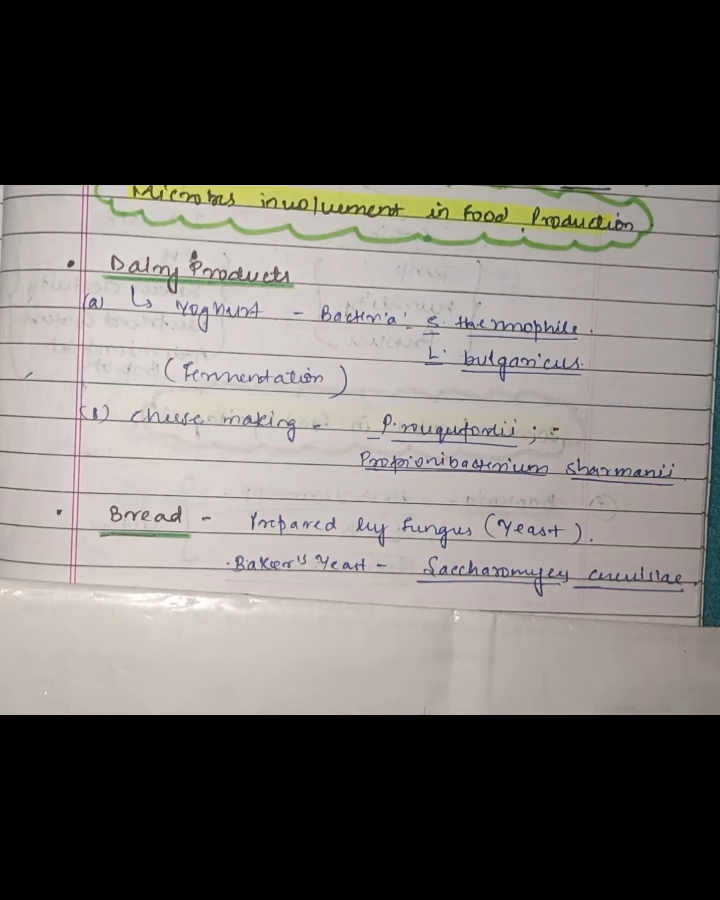 Microbes involvement in Food Production
• Dairy Products
(a) ↳ Yoghurt - Bacteria: S. thermophile.
L. bulgaricus.
(Fermentation)
(B) cheese making - P. rouqufortii ; -
Propionibacterium sharmanii
• Bread - Prepared by fungus (Yeast).
• Baker's Yeast - Saccharomyces cerevisiae